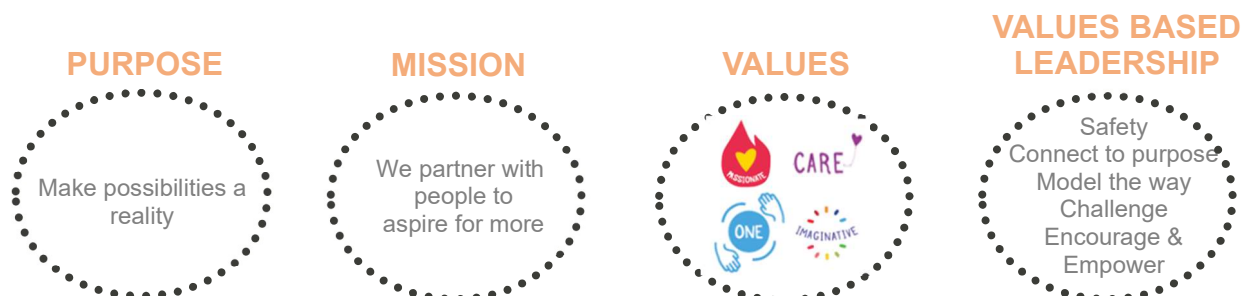 PURPOSE
Make possibilities a
reality
MISSION
We partner with
people to
aspire for more
VALUES
PASSIONATE
CARE
ONE
IMAGINATIVE
VALUES BASED
LEADERSHIP
Safety
Connect to purpose
Model the way
Challenge
Encourage &
Empower